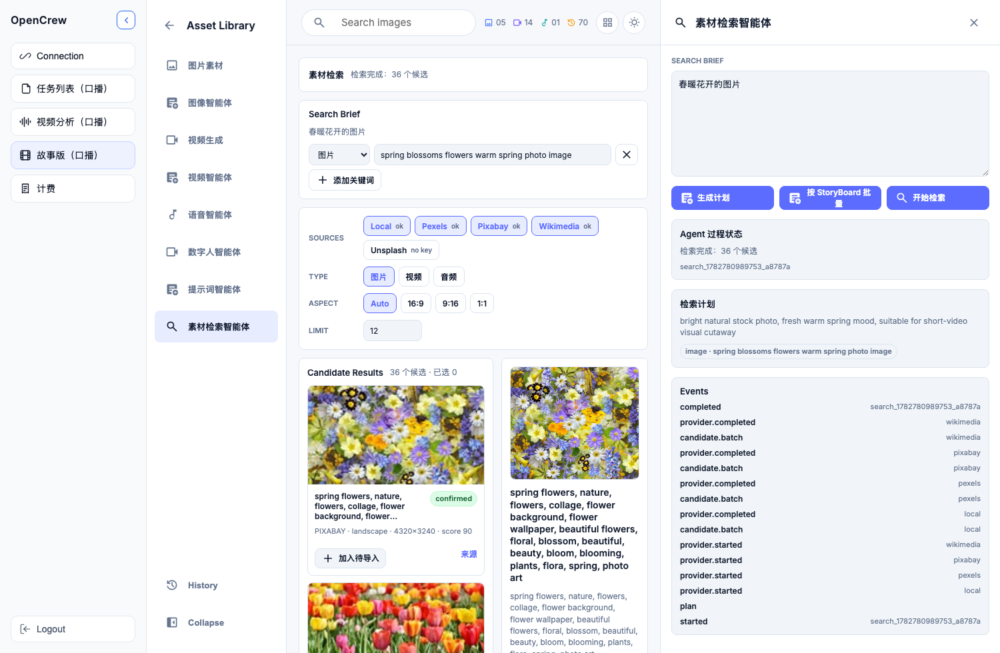 OpenCrew
Connection
任务列表（口播）
视频分析（口播）
故事版（口播）
计费
Logout
Asset Library
图片素材
图像智能体
视频生成
视频智能体
语音智能体
数字人智能体
提示词智能体
素材检索智能体
History
Collapse
Search images
05
14
01
70
素材检索 检索完成：36 个候选
Search Brief
春暖花开的图片
图片
spring blossoms flowers warm spring photo image
添加关键词
SOURCES
Local ok
Pexels ok
Pixabay ok
Wikimedia ok
Unsplash no key
TYPE
图片
视频
音频
ASPECT
Auto
16:9
9:16
1:1
LIMIT
12
Candidate Results 36 个候选 · 已选 0
spring flowers, nature,
flowers, collage, flower
background, flower...
confirmed
PIXABAY · landscape · 4320×3240 · score 90
加入待导入
来源
spring flowers, nature,
flowers, collage, flower
background, flower
wallpaper, beautiful flowers,
floral, blossom, beautiful,
beauty, bloom, blooming,
plants, flora, spring, photo
art
spring flowers, nature, flowers,
collage, flower background,
flower wallpaper, beautiful
flowers, floral, blossom, beautiful,
beauty, bloom, blooming, plants,
flora, spring, photo art
素材检索智能体
SEARCH BRIEF
春暖花开的图片
生成计划
按 StoryBoard 批
量
开始检索
Agent 过程状态
检索完成：36 个候选
search_1782780989753_a8787a
检索计划
bright natural stock photo, fresh warm spring mood, suitable for short-video
visual cutaway
image · spring blossoms flowers warm spring photo image
Events
completed search_1782780989753_a8787a
provider.completed wikimedia
candidate.batch wikimedia
provider.completed pixabay
candidate.batch pixabay
provider.completed pexels
candidate.batch pexels
provider.completed local
candidate.batch local
provider.started wikimedia
provider.started pixabay
provider.started pexels
provider.started local
plan
started search_1782780989753_a8787a